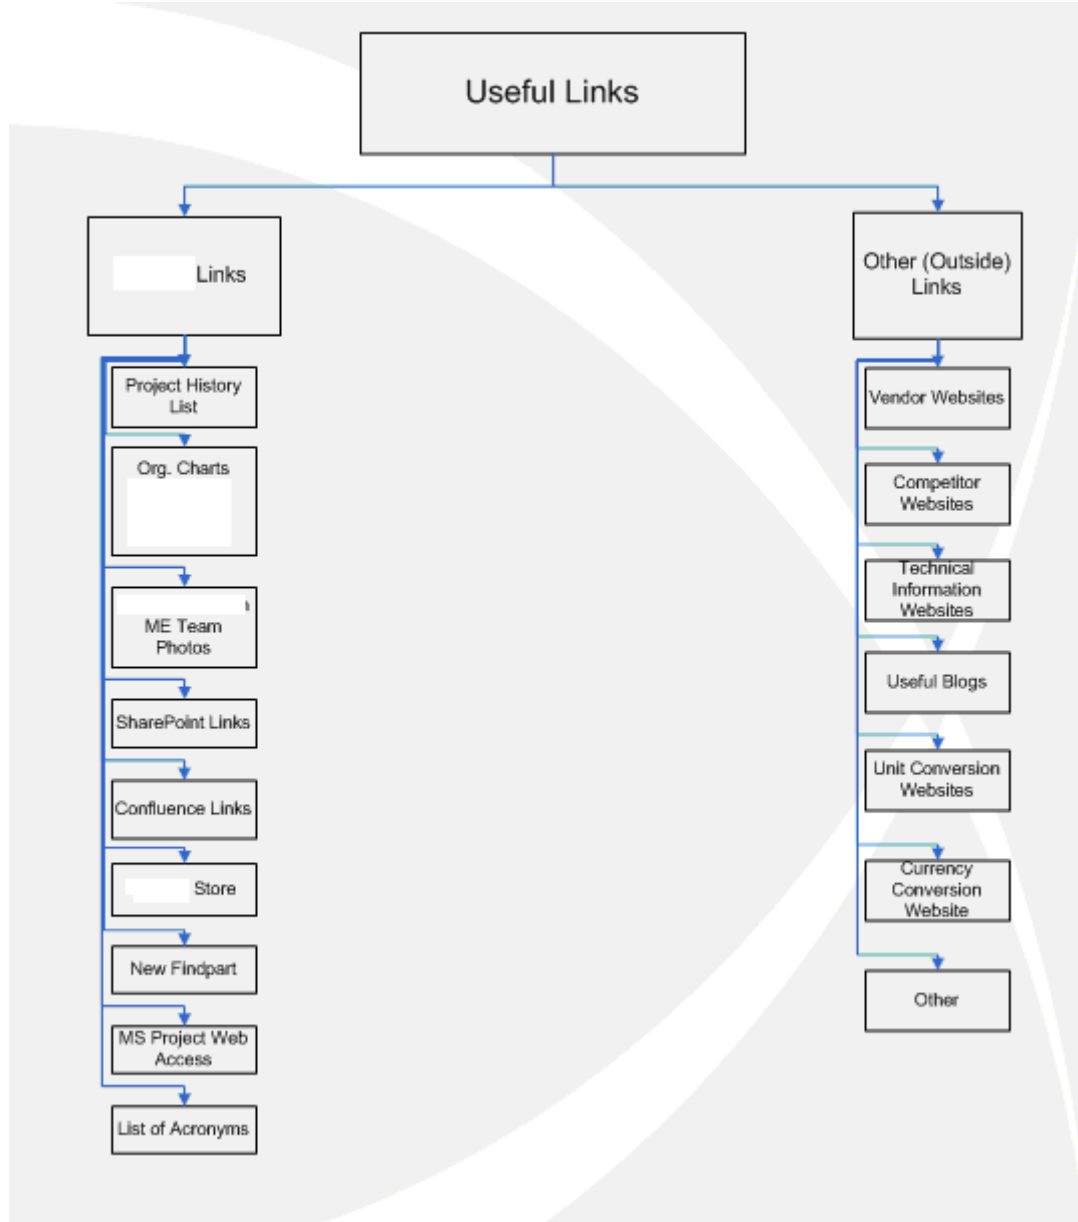 Useful Links
Links
Other (Outside)
Links
Project History
List
Org. Charts
ME Team
Photos
SharePoint Links
Confluence Links
Store
New Findpart
MS Project Web
Access
List of Acronyms
Vendor Websites
Competitor
Websites
Technical
Information
Websites
Useful Blogs
Unit Conversion
Websites
Currency
Conversion
Website
Other